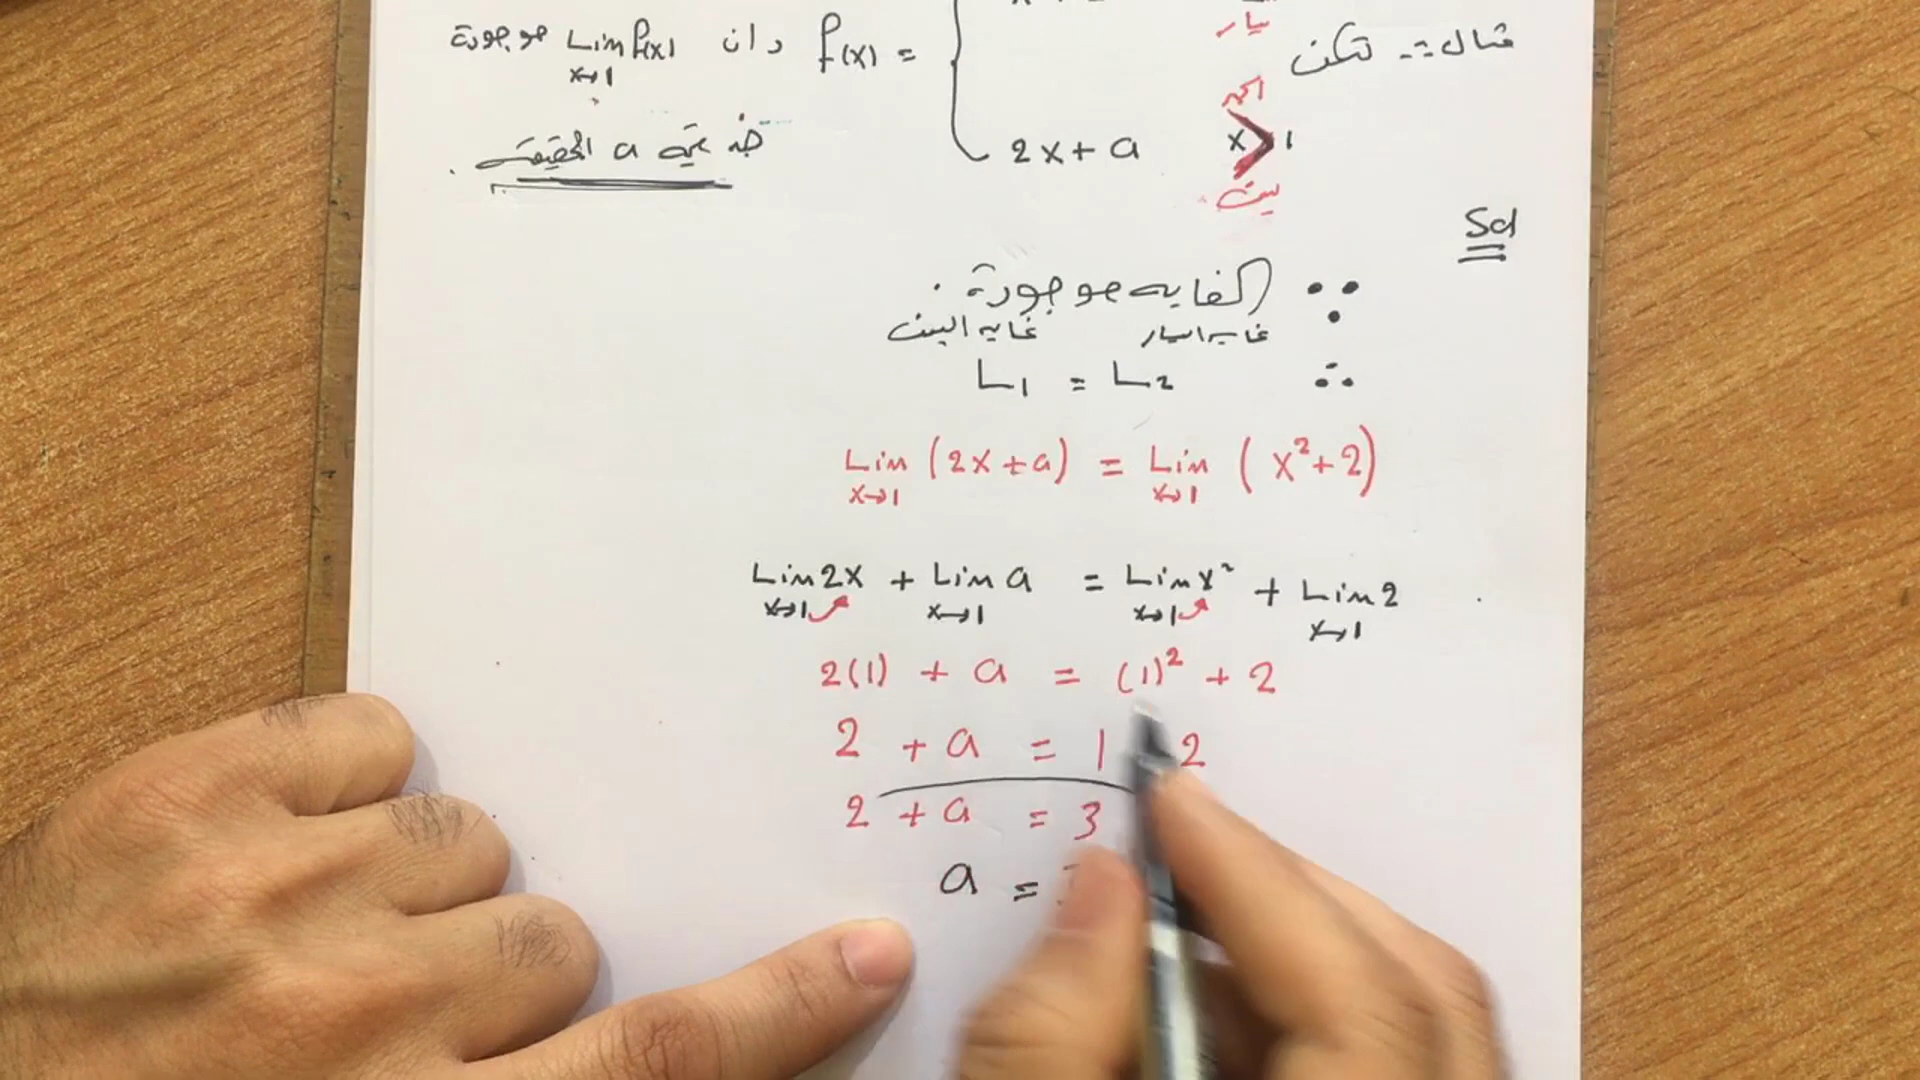 مثال :- لتكن f(x) = وان Lim f(x) موجودة
x→1
يسار
اكبر
2x + a x > 1
يمين
جد قيمة a الحقيقية .
Sol
∵ الغاية موجودة .
غاية اليسار غاية اليمين
∴ L1 = L2
Lim (2x + a) = Lim (x² + 2)
x→1 x→1
Lim 2x + Lim a = Lim x² + Lim 2
x→1 x→1 x→1 x→1
2(1) + a = (1)² + 2
2 + a = 1 2
2 + a = 3
a =